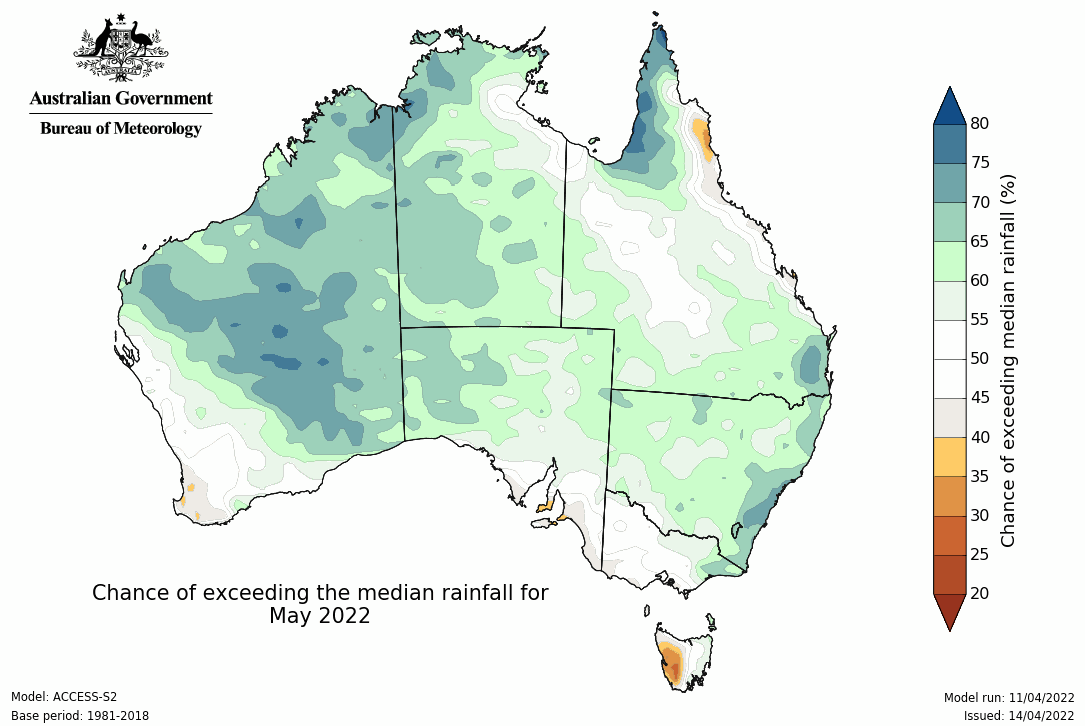 Australian Government
Bureau of Meteorology
80
75
70
65
60
55
50
45
40
35
30
25
20
Chance of exceeding median rainfall (%)
Chance of exceeding the median rainfall for
May 2022
Model: ACCESS-S2
Base period: 1981-2018
Model run: 11/04/2022
Issued: 14/04/2022